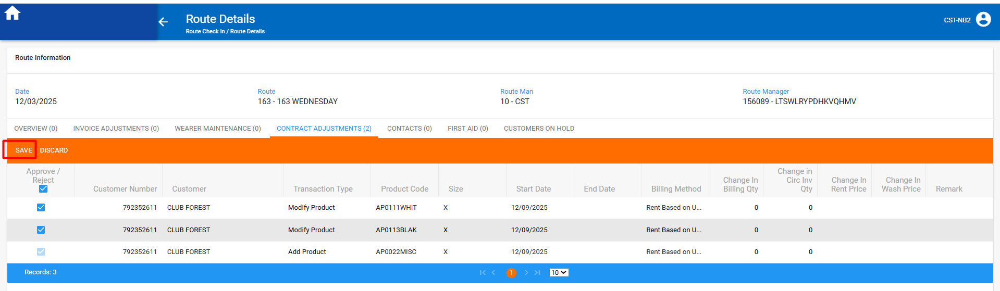 Route Details
Route Check In / Route Details
CST-NB2
Route Information
Date
12/03/2025
Route
163 - 163 WEDNESDAY
Route Man
10 - CST
Route Manager
156089 - LTSWLRYPDHKVQHMV
OVERVIEW (0) INVOICE ADJUSTMENTS (0) WEARER MAINTENANCE (0) CONTRACT ADJUSTMENTS (2) CONTACTS (0) FIRST AID (0) CUSTOMERS ON HOLD
SAVE DISCARD
Approve /
Reject
Customer Number
Customer
Transaction Type
Product Code
Size
Start Date
End Date
Billing Method
Change In
Billing Qty
Change in
Circ Inv
Qty
Change In
Rent Price
Change In
Wash Price
Remark
792352611 CLUB FOREST Modify Product AP0111WHIT X 12/09/2025 Rent Based on U... 0 0
792352611 CLUB FOREST Modify Product AP0113BLAK X 12/09/2025 Rent Based on U... 0 0
792352611 CLUB FOREST Add Product AP0022MISC X 12/09/2025 Rent Based on U... 0 0
Records: 3 1 10